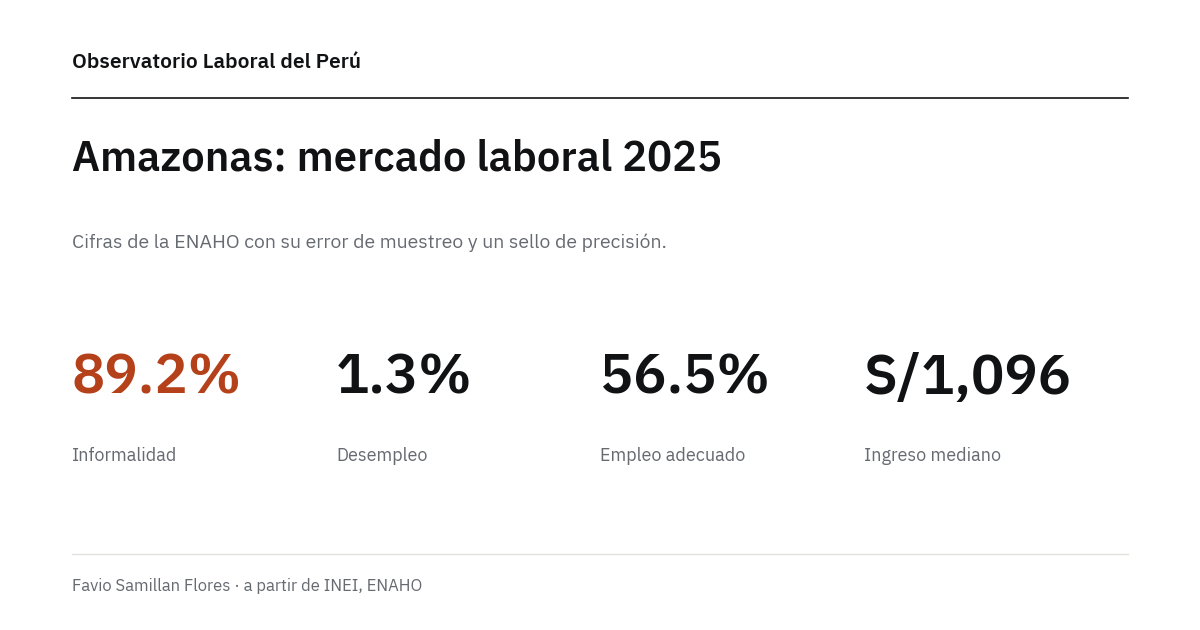 Observatorio Laboral del Perú
Amazonas: mercado laboral 2025
Cifras de la ENAHO con su error de muestreo y un sello de precisión.
89.2% 1.3% 56.5% S/1,096
Informalidad Desempleo Empleo adecuado Ingreso mediano
Favio Samillan Flores · a partir de INEI, ENAHO